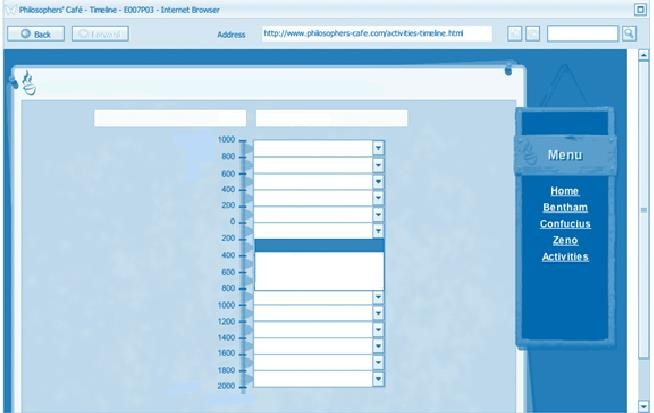 Philosophers' Café - Timeline - E007P03 - Internet Browser
Back
Forward
Address
http://www.philosophers-cafe.com/activities-timeline.html
1000
800
600
400
200
0
200
400
600
800
1000
1200
1400
1600
1800
2000
Menu
Home
Bentham
Confucius
Zeno
Activities